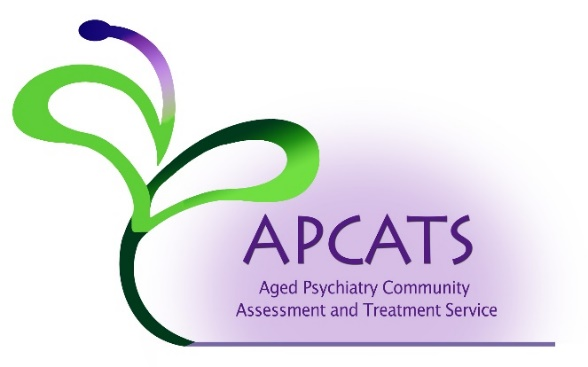 APCATS
Aged Psychiatry Community
Assessment and Treatment Service